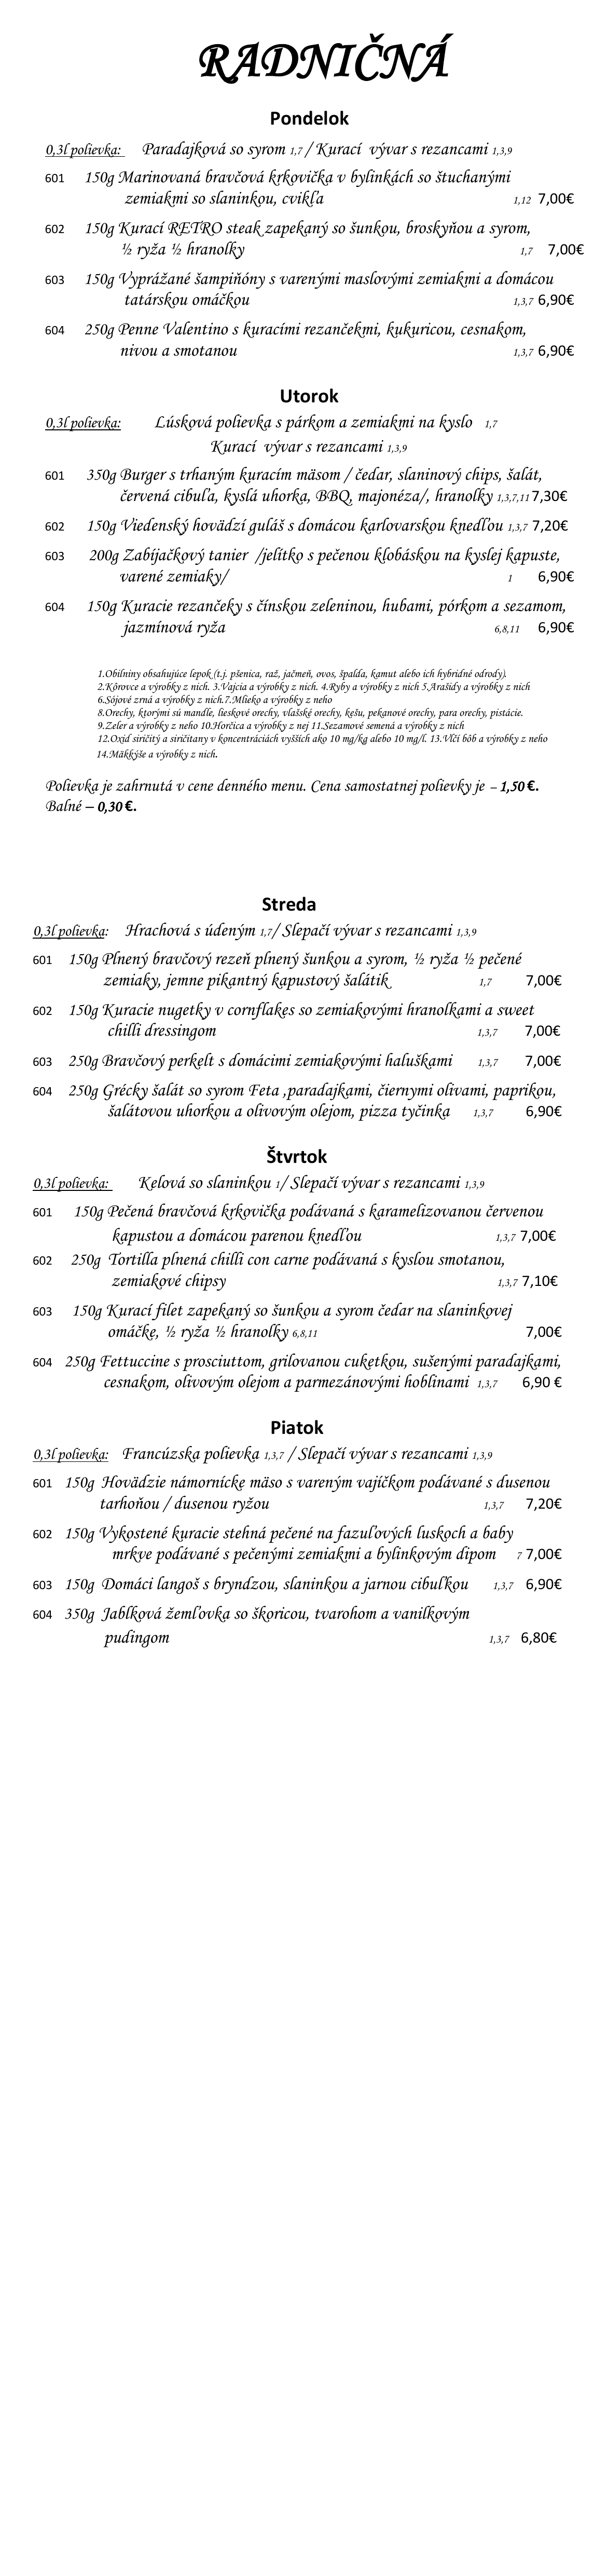 RADNIČNÁ
Pondelok
0,3l polievka: Paradajková so syrom 1,7 / Kurací vývar s rezancami 1,3,9
601 150g Marinovaná bravčová krkovička v bylinkách so štuchanými
zemiakmi so slaninkou, cvikľa 1,12 7,00€
602 150g Kurací RETRO steak zapekaný so šunkou, broskyňou a syrom,
½ ryža ½ hranolky 1,7 7,00€
603 150g Vyprážané šampiňóny s varenými maslovými zemiakmi a domácou
tatárskou omáčkou 1,3,7 6,90€
604 250g Penne Valentino s kuracími rezančekmi, kukuricou, cesnakom,
nivou a smotanou 1,3,7 6,90€
Utorok
0,3l polievka: Lúsková polievka s párkom a zemiakmi na kyslo 1,7
Kurací vývar s rezancami 1,3,9
601 350g Burger s trhaným kuracím mäsom / čedar, slaninový chips, šalát,
červená cibuľa, kyslá uhorka, BBQ, majonéza/, hranolky 1,3,7,11 7,30€
602 150g Viedenský hovädzí guláš s domácou karlovarskou knedľou 1,3,7 7,20€
603 200g Zabíjačkový tanier /jelítko s pečenou klobáskou na kyslej kapuste,
varené zemiaky/ 1 6,90€
604 150g Kuracie rezančeky s čínskou zeleninou, hubami, pórkom a sezamom,
jazmínová ryža 6,8,11 6,90€
1.Obilniny obsahujúce lepok (t.j. pšenica, raž, jačmeň, ovos, špalda, kamut alebo ich hybridné odrody).
2.Kôrovce a výrobky z nich. 3.Vajcia a výrobky z nich. 4.Ryby a výrobky z nich 5.Arašidy a výrobky z nich
6.Sójové zrná a výrobky z nich.7.Mlieko a výrobky z neho
8.Orechy, ktorými sú mandle, lieskové orechy, vlašské orechy, kešu, pekanové orechy, para orechy, pistácie.
9.Zeler a výrobky z neho 10.Horčica a výrobky z nej 11.Sezamové semená a výrobky z nich
12.Oxid siričitý a siričitany v koncentráciách vyšších ako 10 mg/kg alebo 10 mg/l. 13.Vlčí bôb a výrobky z neho
14.Mäkkýše a výrobky z nich.
Polievka je zahrnutá v cene denného menu. Cena samostatnej polievky je – 1,50 €.
Balné – 0,30 €.
Streda
0,3l polievka: Hrachová s údeným 1,7/ Slepačí vývar s rezancami 1,3,9
601 150g Plnený bravčový rezeň plnený šunkou a syrom, ½ ryža ½ pečené
zemiaky, jemne pikantný kapustový šalátik 1,7 7,00€
602 150g Kuracie nugetky v cornflakes so zemiakovými hranolkami a sweet
chilli dressingom 1,3,7 7,00€
603 250g Bravčový perkelt s domácimi zemiakovými haluškami 1,3,7 7,00€
604 250g Grécky šalát so syrom Feta ,paradajkami, čiernymi olivami, paprikou,
šalátovou uhorkou a olivovým olejom, pizza tyčinka 1,3,7 6,90€
Štvrtok
0,3l polievka: Kelová so slaninkou 1/ Slepačí vývar s rezancami 1,3,9
601 150g Pečená bravčová krkovička podávaná s karamelizovanou červenou
kapustou a domácou parenou knedľou 1,3,7 7,00€
602 250g Tortilla plnená chilli con carne podávaná s kyslou smotanou,
zemiakové chipsy 1,3,7 7,10€
603 150g Kurací filet zapekaný so šunkou a syrom čedar na slaninkovej
omáčke, ½ ryža ½ hranolky 6,8,11 7,00€
604 250g Fettuccine s prosciuttom, grilovanou cuketkou, sušenými paradajkami,
cesnakom, olivovým olejom a parmezánovými hoblinami 1,3,7 6,90 €
Piatok
0,3l polievka: Francúzska polievka 1,3,7 / Slepačí vývar s rezancami 1,3,9
601 150g Hovädzie námornícke mäso s vareným vajíčkom podávané s dusenou
tarhoňou / dusenou ryžou 1,3,7 7,20€
602 150g Vykostené kuracie stehná pečené na fazuľových luskoch a baby
mrkve podávané s pečenými zemiakmi a bylinkovým dipom 7 7,00€
603 150g Domáci langoš s bryndzou, slaninkou a jarnou cibuľkou 1,3,7 6,90€
604 350g Jablková žemľovka so škoricou, tvarohom a vanilkovým
pudingom 1,3,7 6,80€